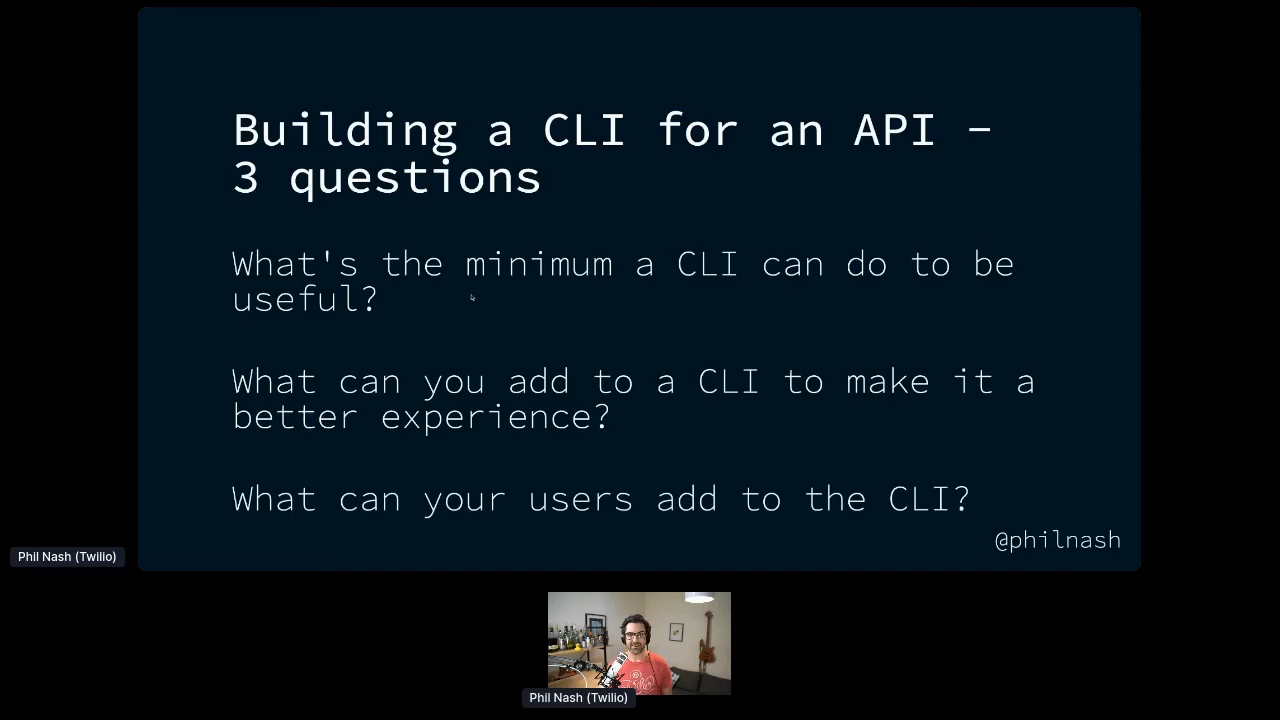 Building a CLI for an API -
3 questions
What's the minimum a CLI can do to be
useful?
What can you add to a CLI to make it a
better experience?
What can your users add to the CLI?
@philnash
Phil Nash (Twilio)
Phil Nash (Twilio)